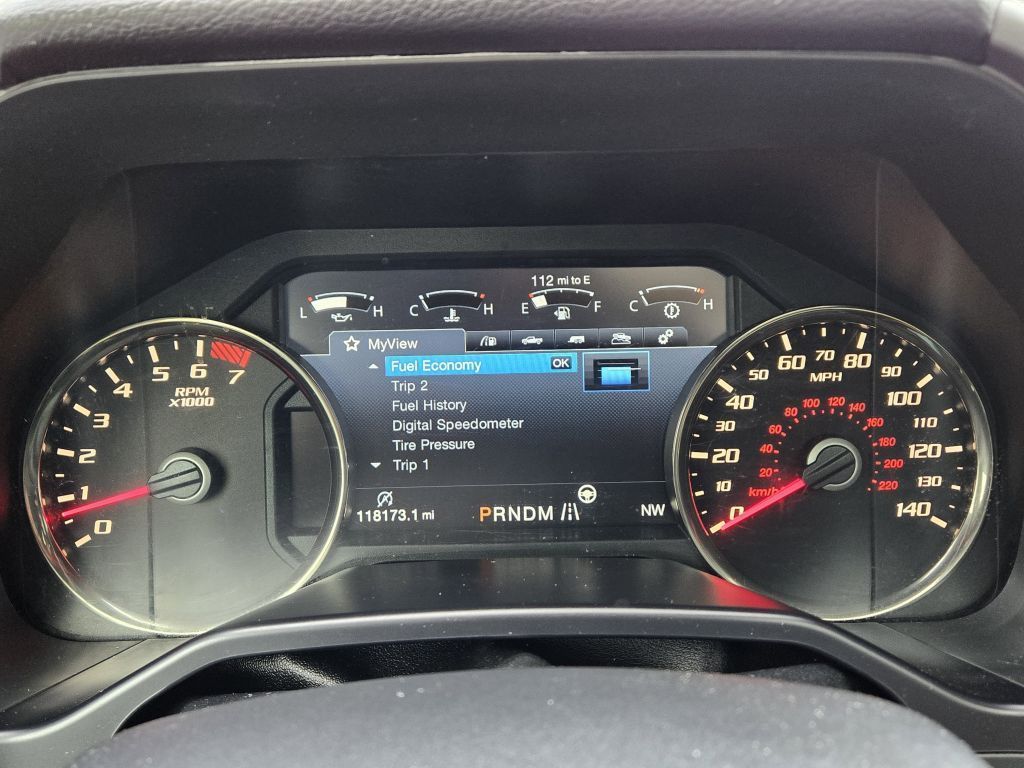 112 mi to E
L H
C H
E F
C H
MyView
Fuel Economy OK
Trip 2
Fuel History
Digital Speedometer
Tire Pressure
Trip 1
118173.1 mi
PRNDM
NW
0 1 2 3 4 5 6 7
RPM
X1000
0 10 20 30 40 50 60 70 80 90 100 110 120 130 140
MPH
20 40 60 80 100 120 140 160 180 200 220
km/h